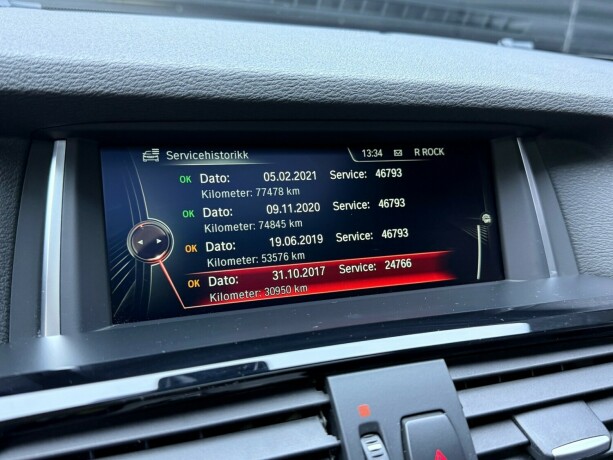 Servicehistorikk 13:34 R ROCK
OK Dato: 05.02.2021 Service: 46793
Kilometer: 77478 km
OK Dato: 09.11.2020 Service: 46793
Kilometer: 74845 km
OK Dato: 19.06.2019 Service: 46793
Kilometer: 53576 km
OK Dato: 31.10.2017 Service: 24766
Kilometer: 30950 km